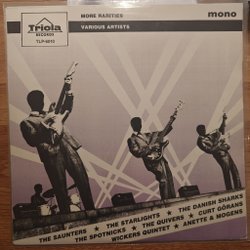 Triola
RECORDS
TLP-6010
MORE RARITIES
VARIOUS ARTISTS
mono
THE SAUNTERS ★ THE STARLIGHTS ★ THE DANISH SHARKS
THE SPOTNICKS ★ THE QUIVERS ★ CURT GÖRANS
WICKERS QUINTET ★ ANETTE & MOGENS